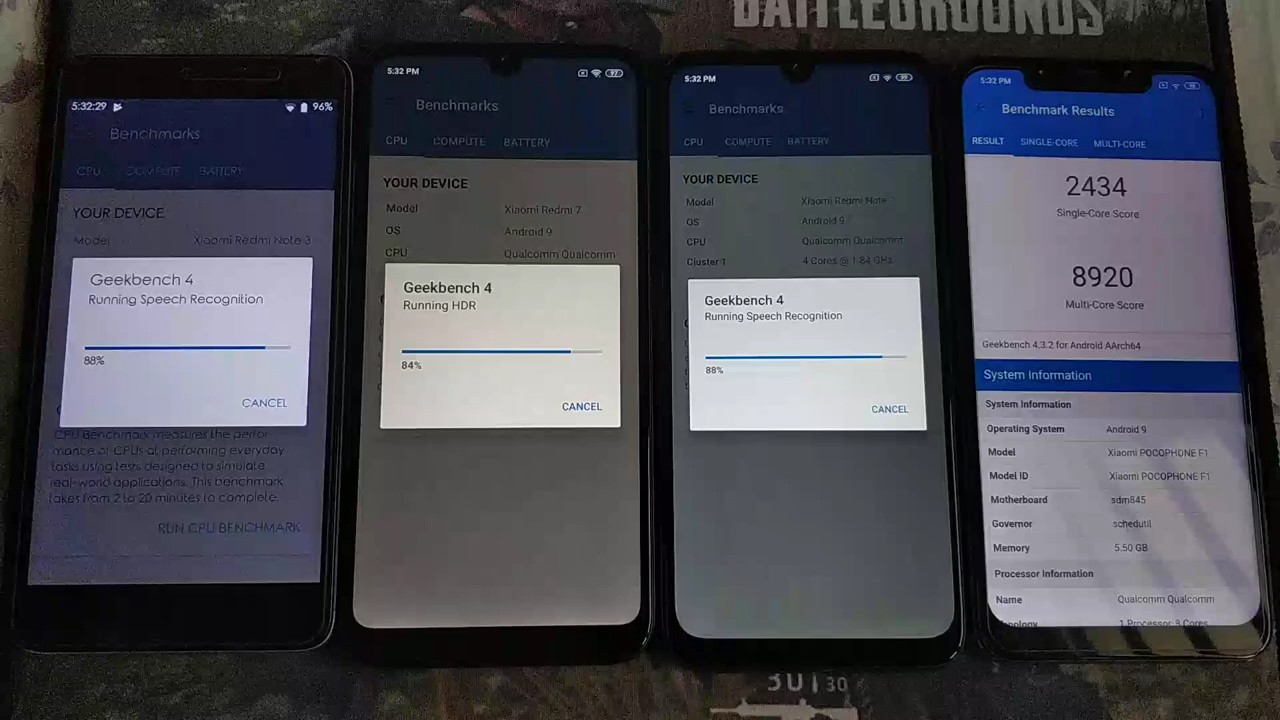 BATTLEGROUNDS
5:32:29
96%
Benchmarks
CPU
COMPUTE
BATTERY
YOUR DEVICE
Model
Xiaomi Redmi Note 3
Geekbench 4
Running Speech Recognition
88%
CANCEL
CPU Benchmark measures the perfor-
mance of CPUs at performing everyday
tasks using tests designed to simulate
real-world applications. This benchmark
takes from 2 to 20 minutes to complete.
RUN CPU BENCHMARK
5:32 PM
97
Benchmarks
CPU
COMPUTE
BATTERY
YOUR DEVICE
Model
Xiaomi Redmi 7
OS
Android 9
CPU
Qualcomm Qualcomm
Geekbench 4
Running HDR
84%
CANCEL
5:32 PM
Benchmarks
CPU
COMPUTE
BATTERY
YOUR DEVICE
Model
Xiaomi Redmi Note
OS
Android 9
CPU
Qualcomm Qualcomm
Cluster 1
4 Cores @ 1.84 GHz
Geekbench 4
Running Speech Recognition
88%
CANCEL
5:32 PM
Benchmark Results
RESULT
SINGLE-CORE
MULTI-CORE
2434
Single-Core Score
8920
Multi-Core Score
Geekbench 4.3.2 for Android AArch64
System Information
System Information
Operating System
Android 9
Model
Xiaomi POCOPHONE F1
Model ID
Xiaomi POCOPHONE F1
Motherboard
sdm845
Governor
schedutil
Memory
5.50 GB
Processor Information
Name
Qualcomm Qualcomm
1 Processor, 8 Cores
30